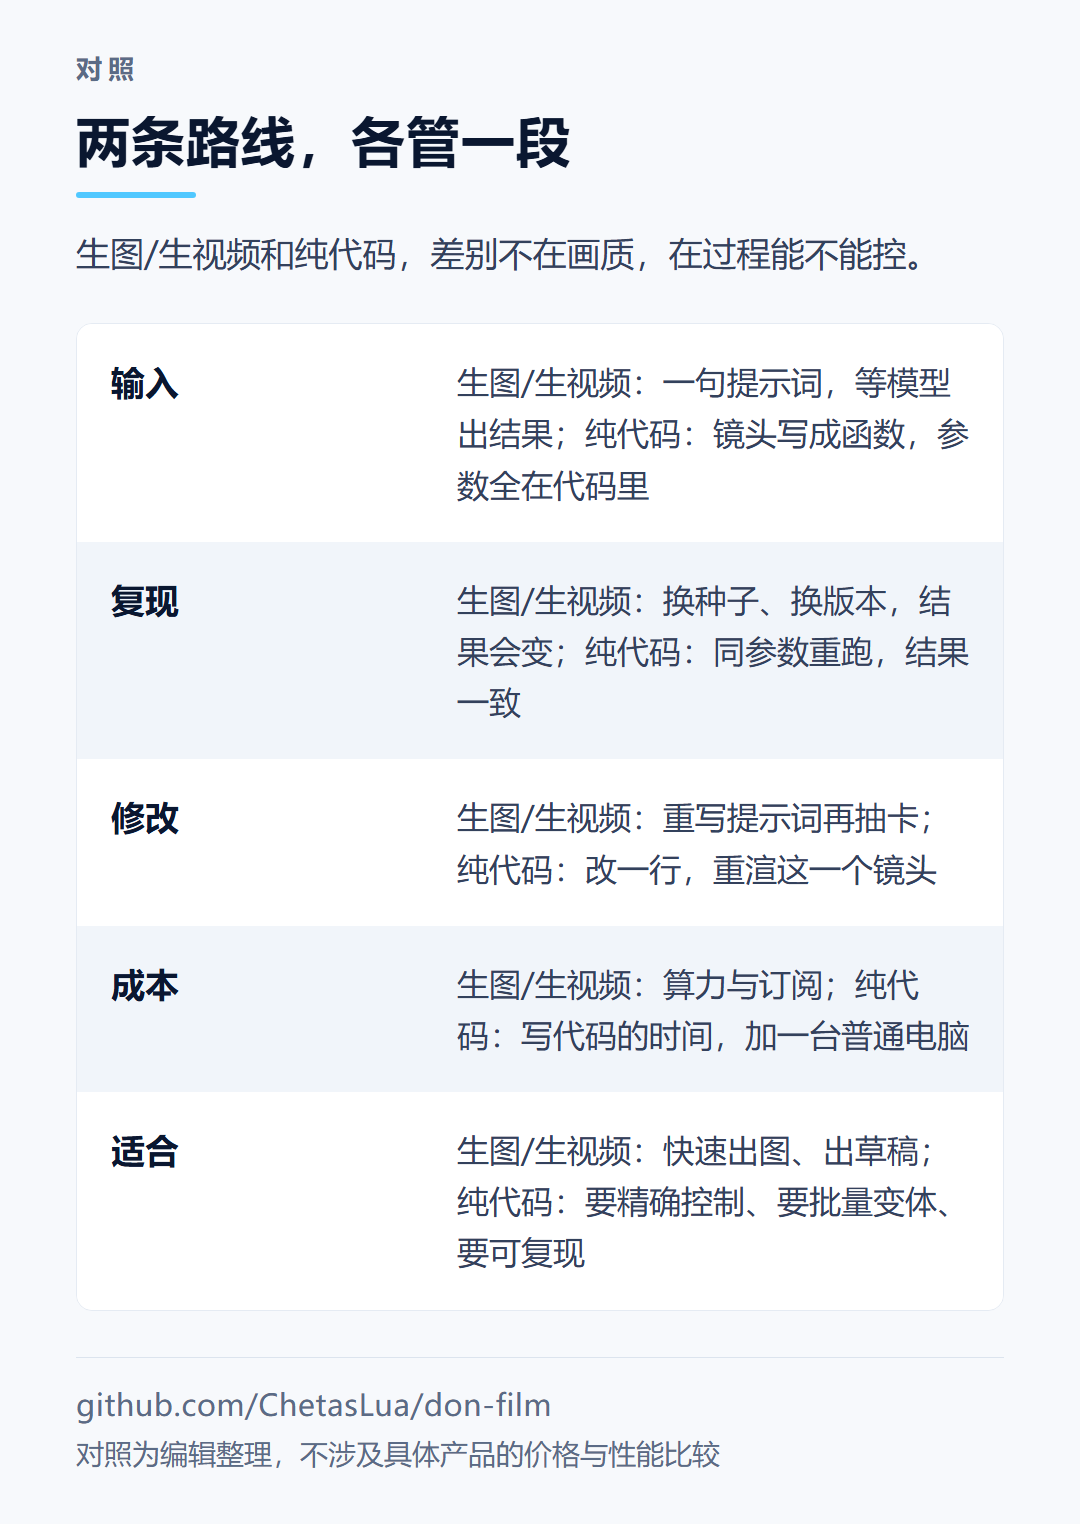 对照
两条路线，各管一段
生图/生视频和纯代码，差别不在画质，在过程能不能控。
输入
生图/生视频：一句提示词，等模型
出结果；纯代码：镜头写成函数，参
数全在代码里
复现
生图/生视频：换种子、换版本，结
果会变；纯代码：同参数重跑，结果
一致
修改
生图/生视频：重写提示词再抽卡；
纯代码：改一行，重渲这一个镜头
成本
生图/生视频：算力与订阅；纯代
码：写代码的时间，加一台普通电脑
适合
生图/生视频：快速出图、出草稿；
纯代码：要精确控制、要批量变体、
要可复现
github.com/ChetasLua/don-film
对照为编辑整理，不涉及具体产品的价格与性能比较